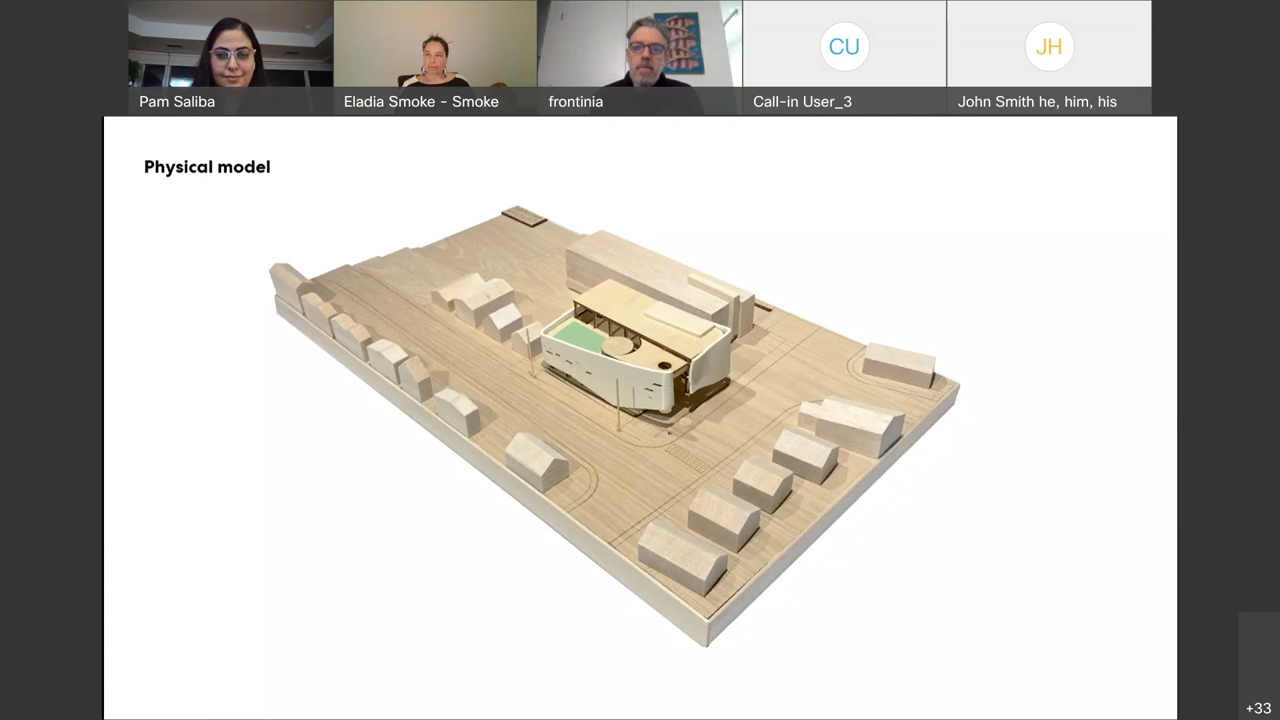 CU
JH
Pam Saliba
Eladia Smoke - Smoke
frontinia
Call-in User_3
John Smith he, him, his
Physical model
+33